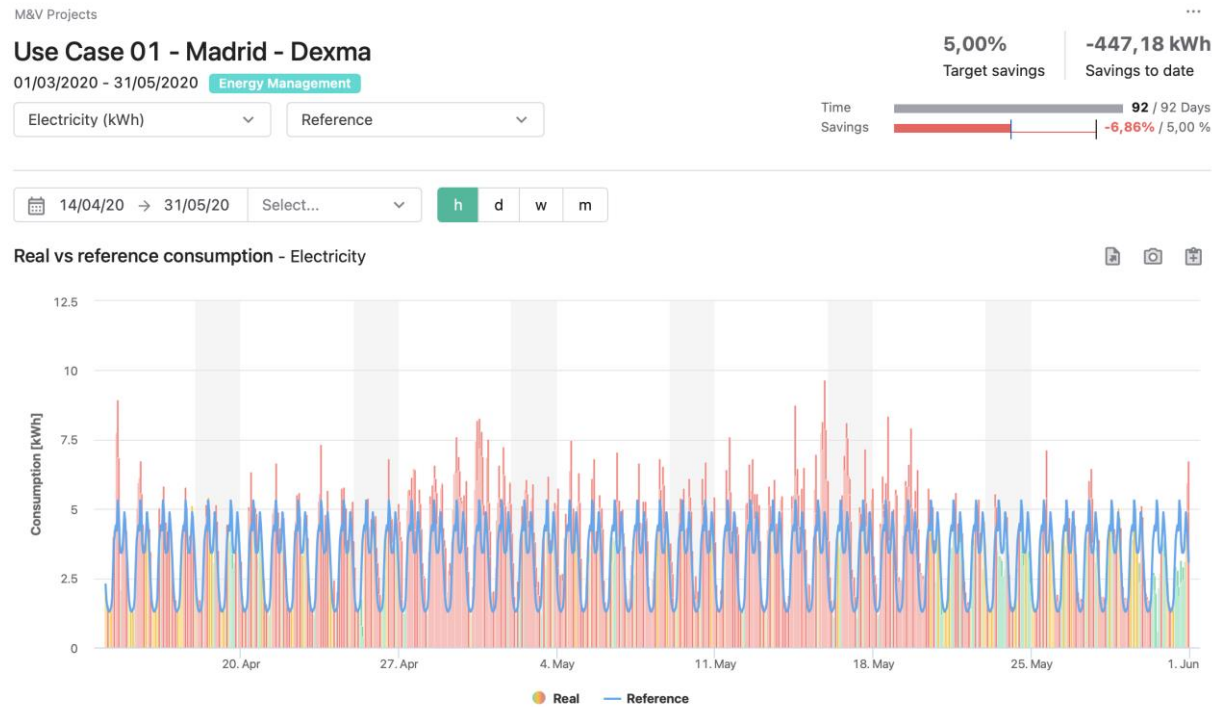 M&V Projects
Use Case 01 - Madrid - Dexma
01/03/2020 - 31/05/2020 Energy Management
Electricity (kWh) Reference
5,00% -447,18 kWh
Target savings Savings to date
Time 92 / 92 Days
Savings -6,86% / 5,00 %
14/04/20 → 31/05/20 Select... h d w m
Real vs reference consumption - Electricity
Consumption [kWh]
12.5
10
7.5
5
2.5
0
20. Apr 27. Apr 4. May 11. May 18. May 25. May 1. Jun
Real Reference